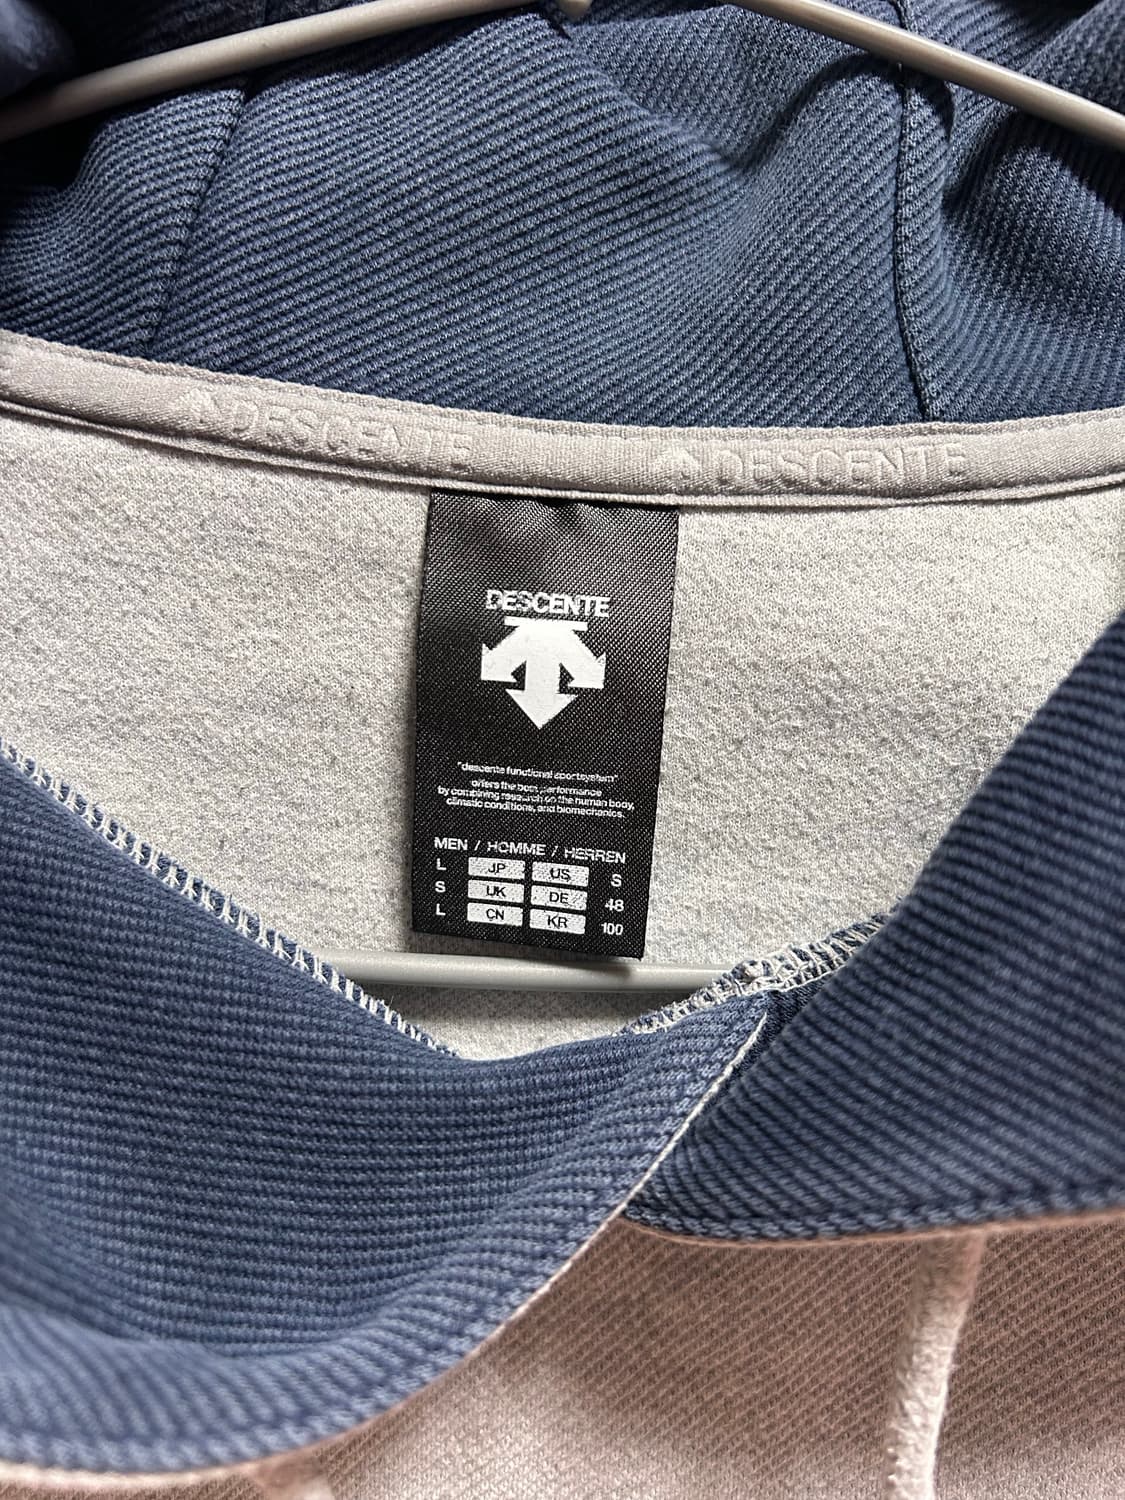 DESCENTE DESCENTE
DESCENTE
"descente functional sportsystem"
offers the best performance
by combining research on the human body,
climatic conditions, and biomechanics.
MEN / HOMME / HERREN
L JP US S
S UK DE 48
L CN KR 100